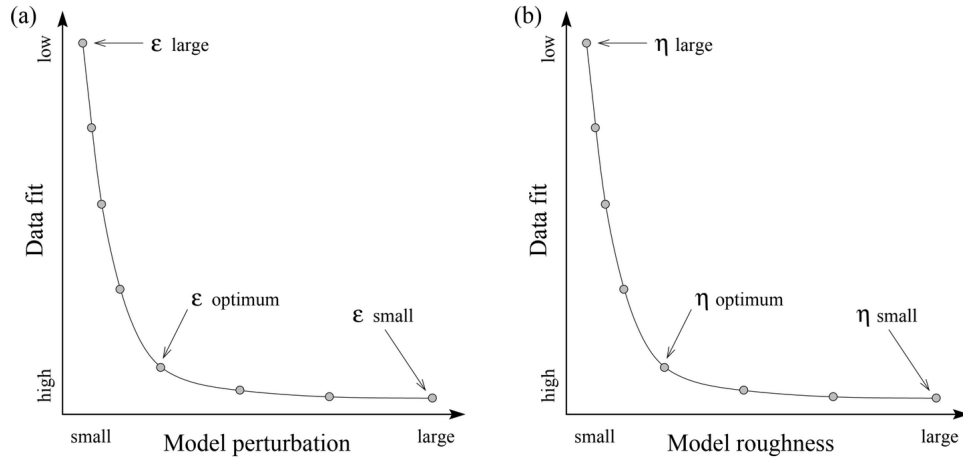 (a)
low
ε large
Data fit
ε optimum
ε small
high
small
Model perturbation
large
(b)
low
η large
Data fit
η optimum
η small
high
small
Model roughness
large